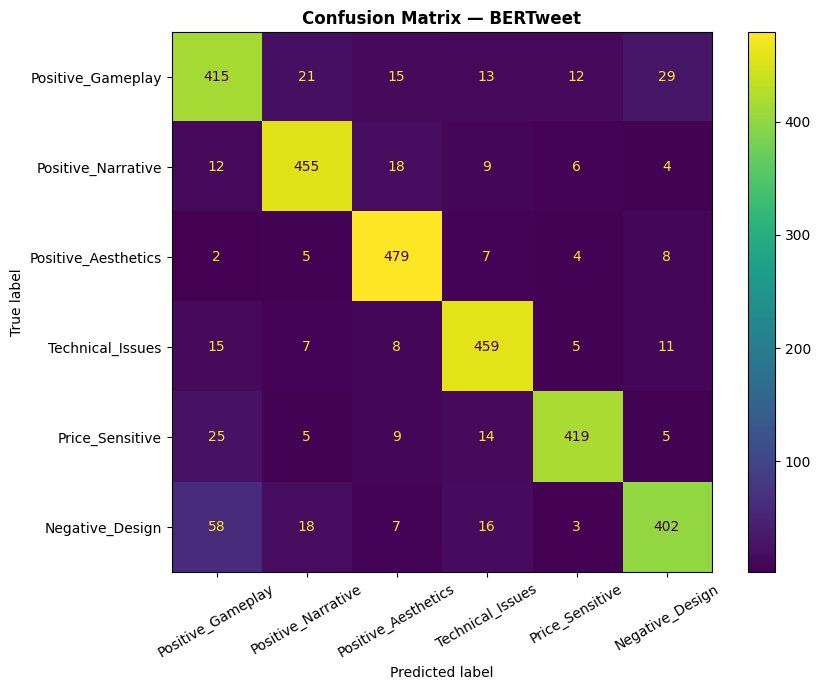 Confusion Matrix — BERTweet
True label
Positive_Gameplay 415 21 15 13 12 29
Positive_Narrative 12 455 18 9 6 4
Positive_Aesthetics 2 5 479 7 4 8
Technical_Issues 15 7 8 459 5 11
Price_Sensitive 25 5 9 14 419 5
Negative_Design 58 18 7 16 3 402
Positive_Gameplay Positive_Narrative Positive_Aesthetics Technical_Issues Price_Sensitive Negative_Design
Predicted label
400
300
200
100